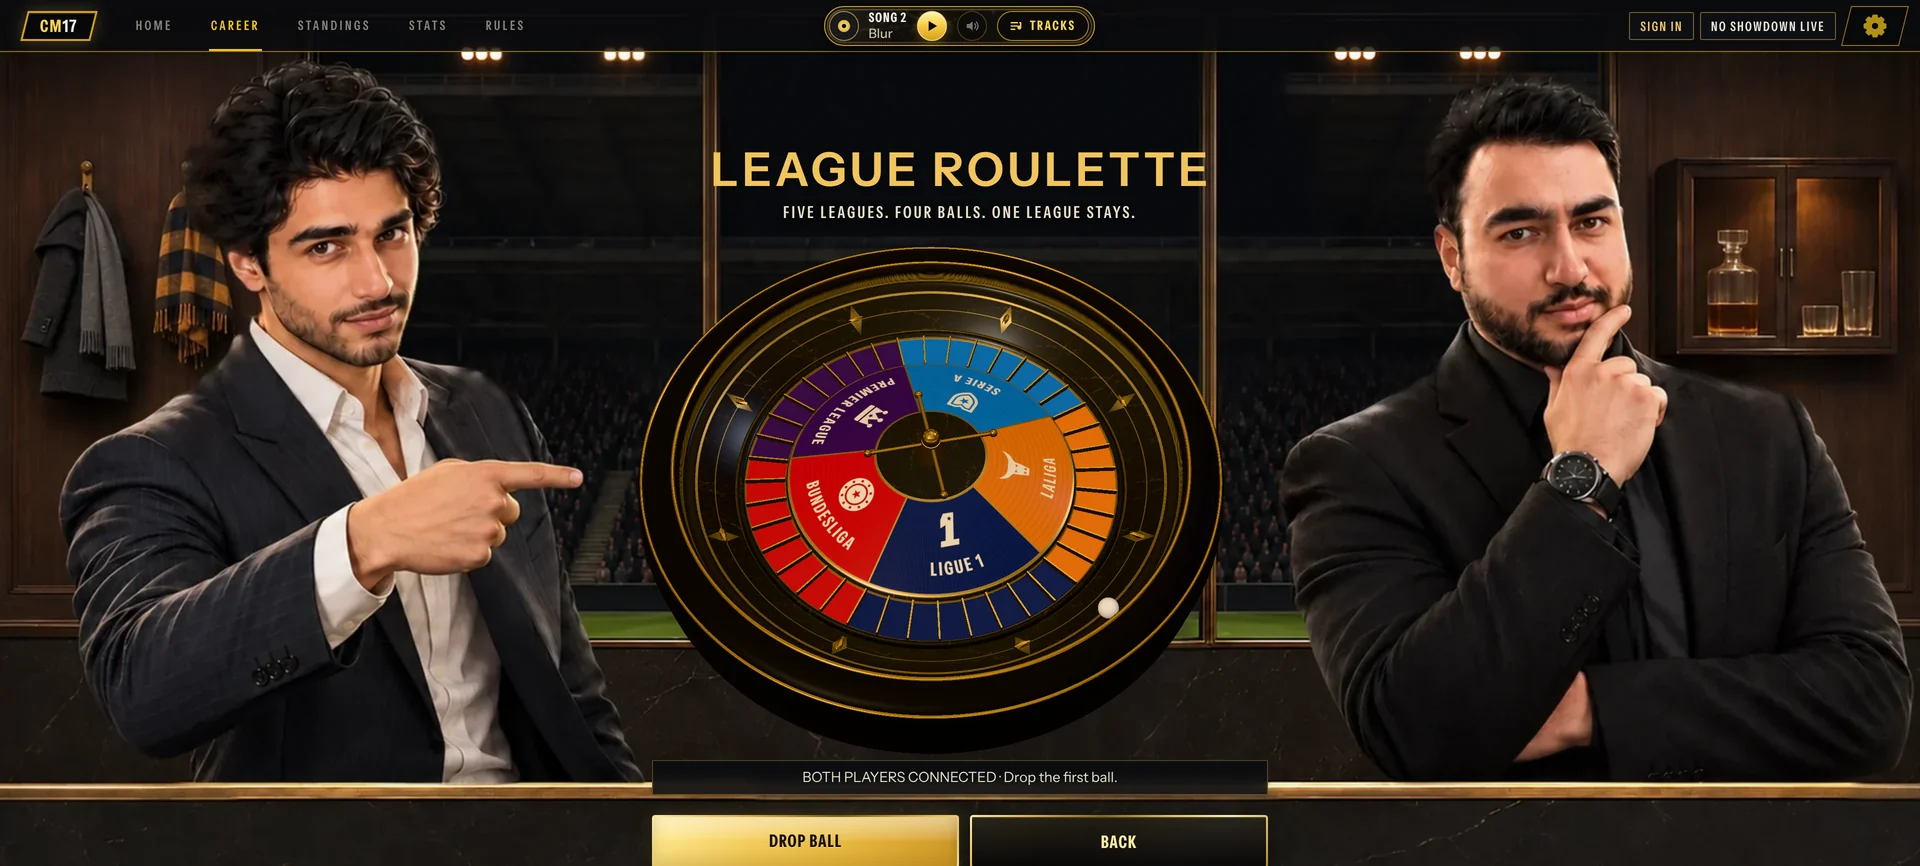 CM17
HOME
CAREER
STANDINGS
STATS
RULES
SONG 2
Blur
TRACKS
SIGN IN
NO SHOWDOWN LIVE
LEAGUE ROULETTE
FIVE LEAGUES. FOUR BALLS. ONE LEAGUE STAYS.
PREMIER LEAGUE
SERIE A
LALIGA
BUNDESLIGA
1
LIGUE 1
BOTH PLAYERS CONNECTED · Drop the first ball.
DROP BALL
BACK